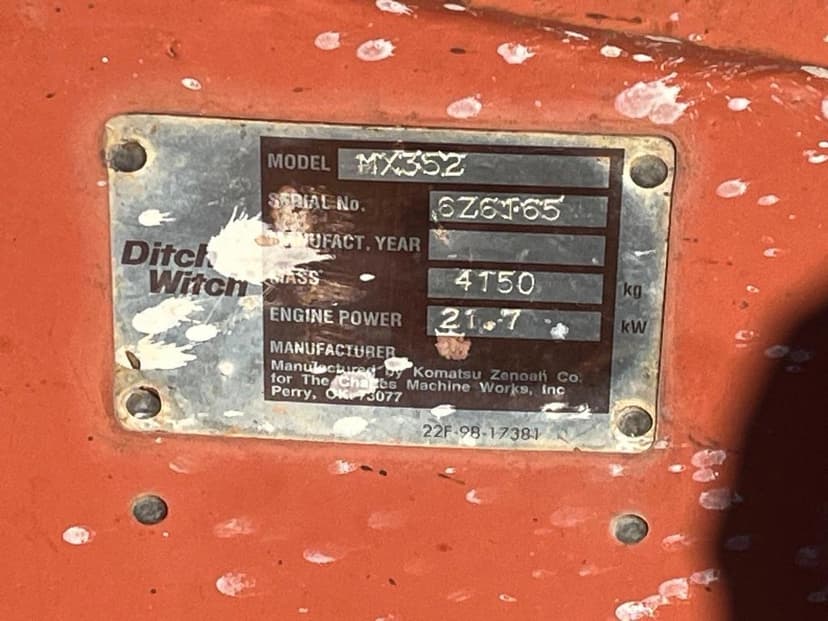 Ditch Witch
MODEL MX352
SERIAL No. 6Z6165
MANUFACT. YEAR
MASS 4150 kg
ENGINE POWER 21.7 kW
MANUFACTURER
Manufactured by Komatsu Zenoah Co.
for The Charles Machine Works, Inc
Perry, OK 73077
22F-98-17381